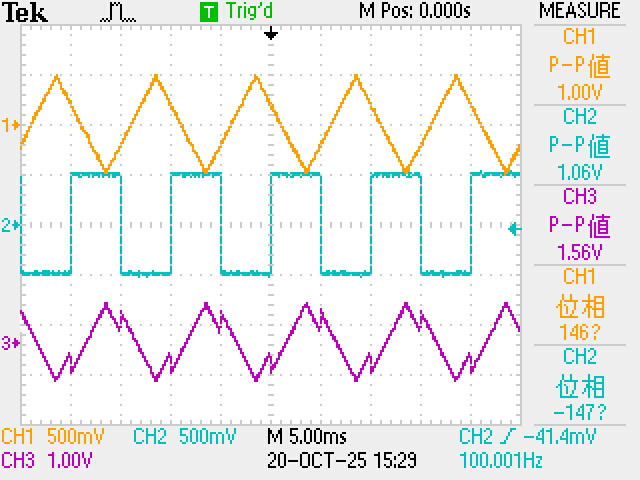 Tek T Trig'd M Pos: 0.000s MEASURE
CH1
P-P値
1.00V
CH2
P-P値
1.06V
CH3
P-P値
1.56V
CH1
位相
146?
CH2
位相
-147?
1
2
3
CH1 500mV CH2 500mV M 5.00ms CH2 -41.4mV
CH3 1.00V 20-OCT-25 15:29 100.001Hz